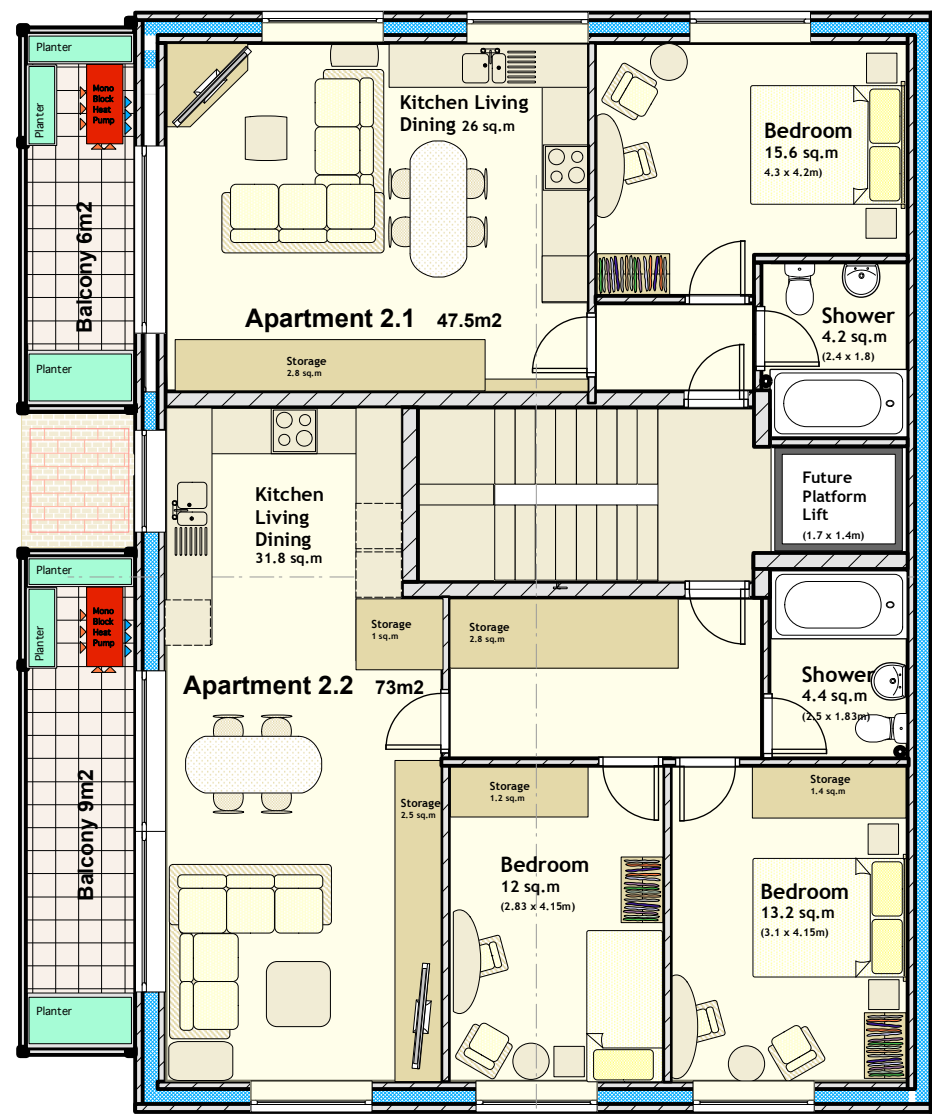 Planter
Planter
Mono
Block
Heat
Pump
Balcony 6m2
Planter
Kitchen Living
Dining 26 sq.m
Bedroom
15.6 sq.m
4.3 x 4.2m)
Apartment 2.1 47.5m2
Storage
2.8 sq.m
Shower
4.2 sq.m
(2.4 x 1.8)
Kitchen
Living
Dining
31.8 sq.m
Future
Platform
Lift
(1.7 x 1.4m)
Planter
Planter
Mono
Block
Heat
Pump
Balcony 9m2
Planter
Storage
1 sq.m
Storage
2.8 sq.m
Shower
4.4 sq.m
(2.5 x 1.83m)
Apartment 2.2 73m2
Storage
2.5 sq.m
Storage
1.2 sq.m
Storage
1.4 sq.m
Bedroom
12 sq.m
(2.83 x 4.15m)
Bedroom
13.2 sq.m
(3.1 x 4.15m)